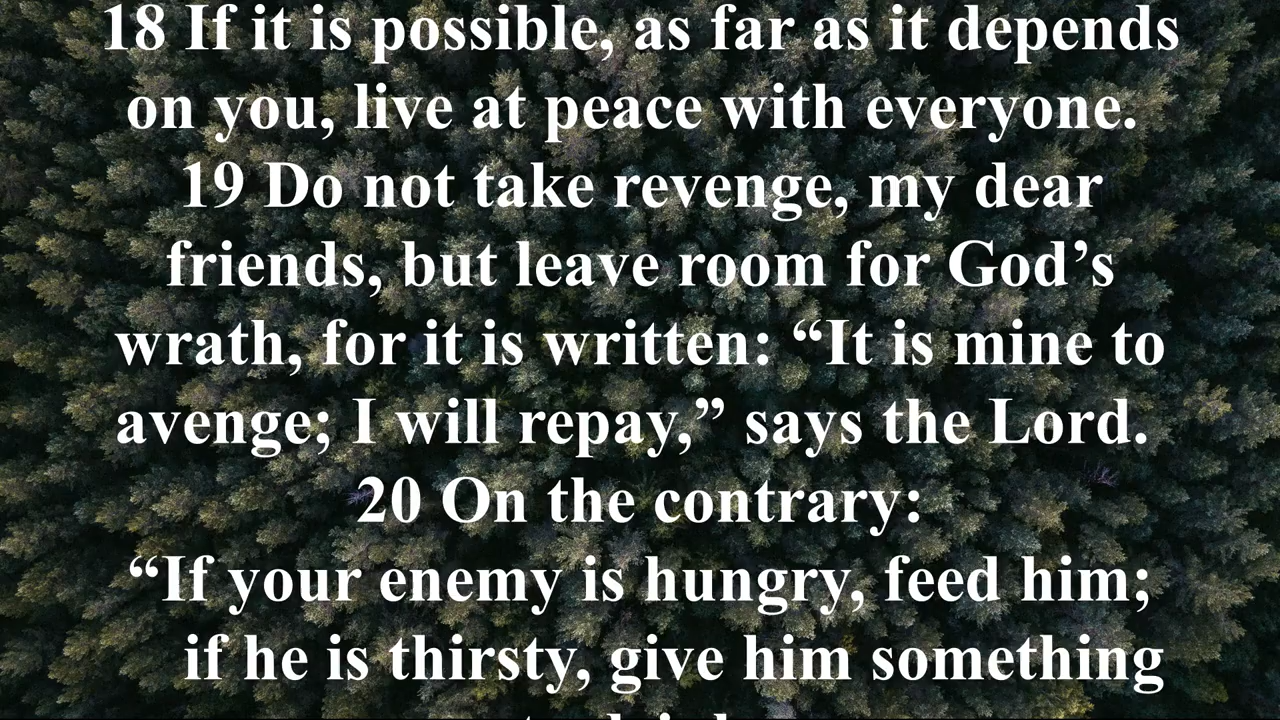 18 If it is possible, as far as it depends
on you, live at peace with everyone.
19 Do not take revenge, my dear
friends, but leave room for God’s
wrath, for it is written: “It is mine to
avenge; I will repay,” says the Lord.
20 On the contrary:
“If your enemy is hungry, feed him;
if he is thirsty, give him something